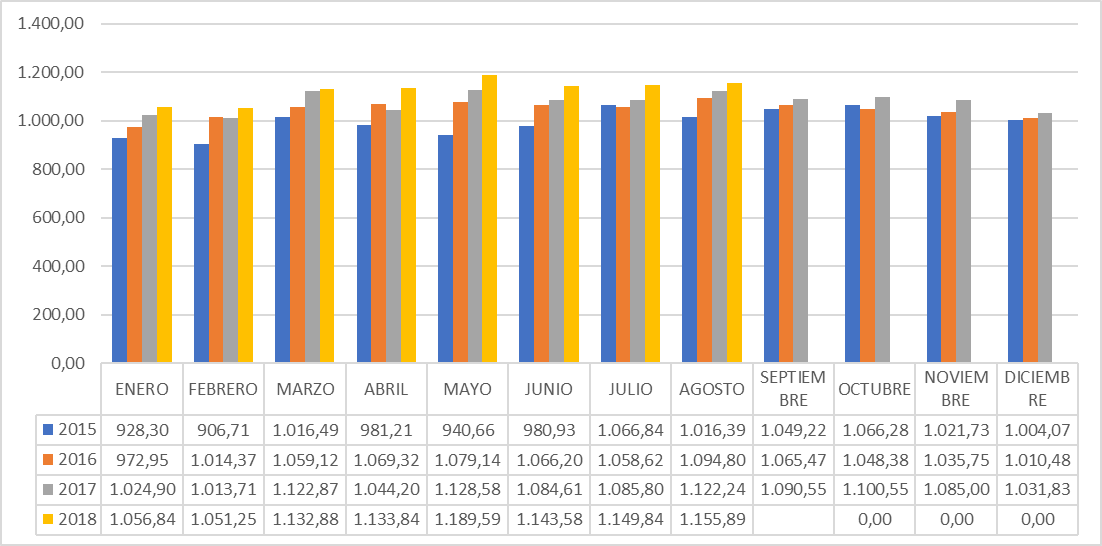 1.400,00
1.200,00
1.000,00
800,00
600,00
400,00
200,00
0,00
ENERO FEBRERO MARZO ABRIL MAYO JUNIO JULIO AGOSTO SEPTIEM OCTUBRE NOVIEM DICIEMB
BRE BRE RE
2015 928,30 906,71 1.016,49 981,21 940,66 980,93 1.066,84 1.016,39 1.049,22 1.066,28 1.021,73 1.004,07
2016 972,95 1.014,37 1.059,12 1.069,32 1.079,14 1.066,20 1.058,62 1.094,80 1.065,47 1.048,38 1.035,75 1.010,48
2017 1.024,90 1.013,71 1.122,87 1.044,20 1.128,58 1.084,61 1.085,80 1.122,24 1.090,55 1.100,55 1.085,00 1.031,83
2018 1.056,84 1.051,25 1.132,88 1.133,84 1.189,59 1.143,58 1.149,84 1.155,89 0,00 0,00 0,00